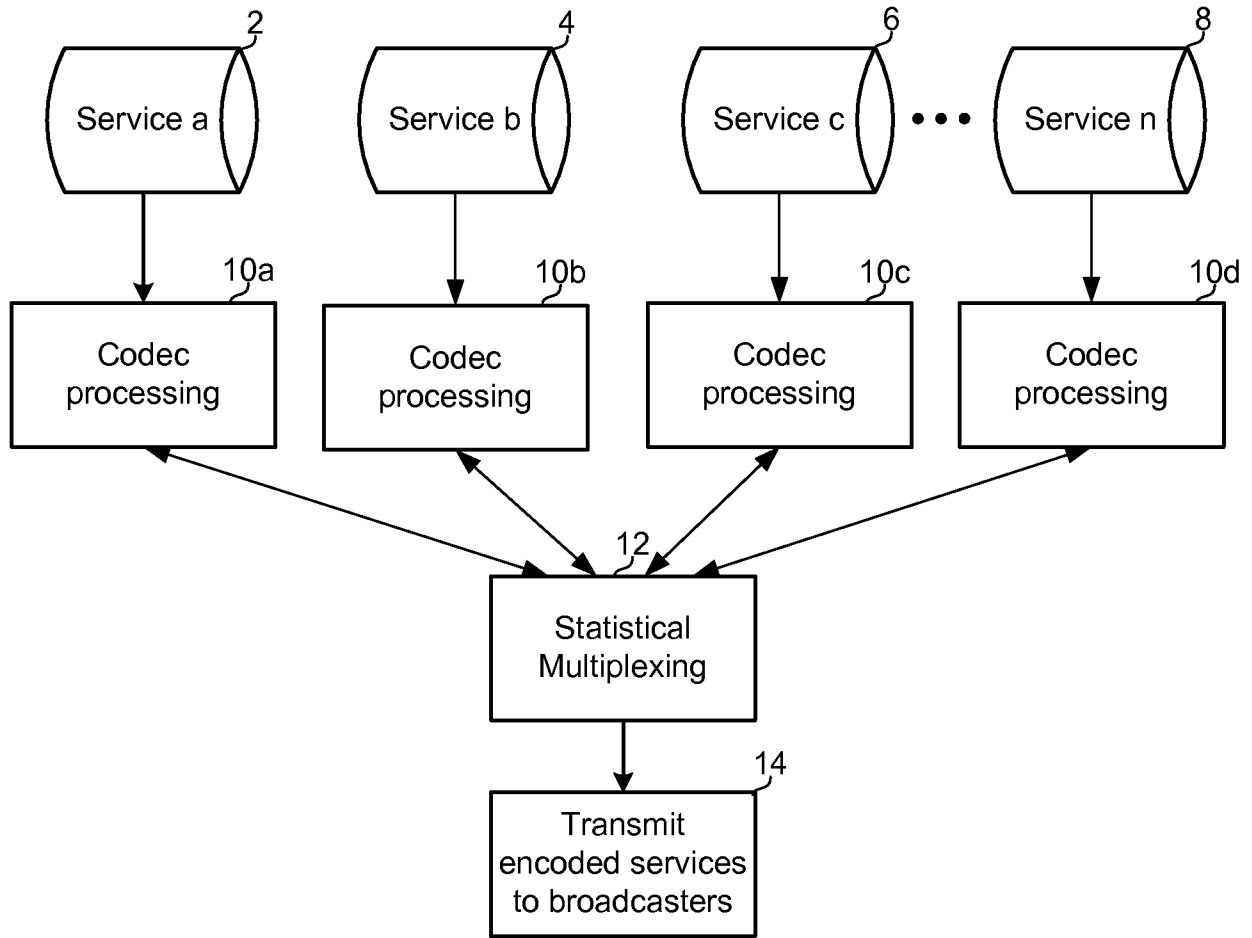 2
4
6
8
Service a
Service b
Service c
Service n
10a
10b
10c
10d
Codec
processing
Codec
processing
Codec
processing
Codec
processing
12
Statistical
Multiplexing
14
Transmit
encoded services
to broadcasters